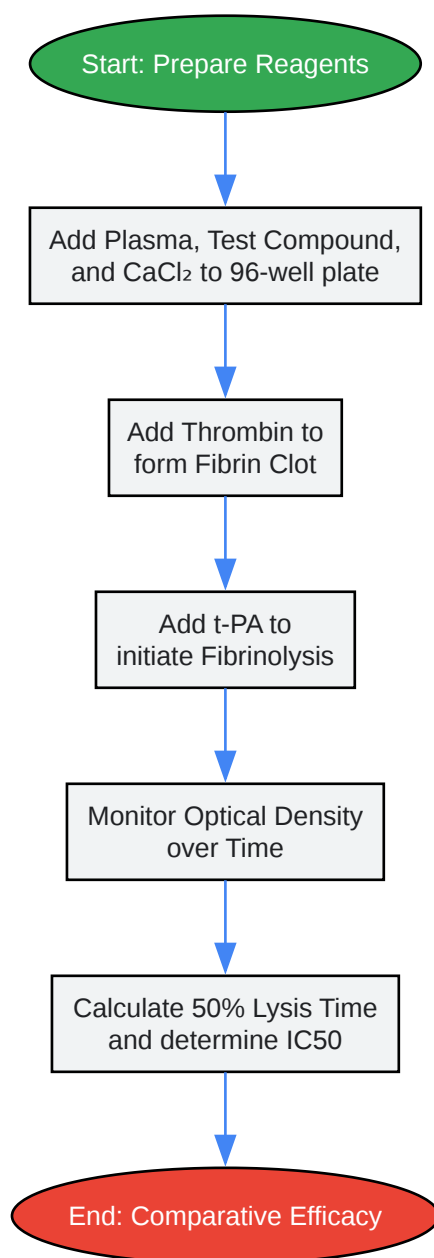 Start: Prepare Reagents
Add Plasma, Test Compound,
and CaCl₂ to 96-well plate
Add Thrombin to
form Fibrin Clot
Add t-PA to
initiate Fibrinolysis
Monitor Optical Density
over Time
Calculate 50% Lysis Time
and determine IC50
End: Comparative Efficacy